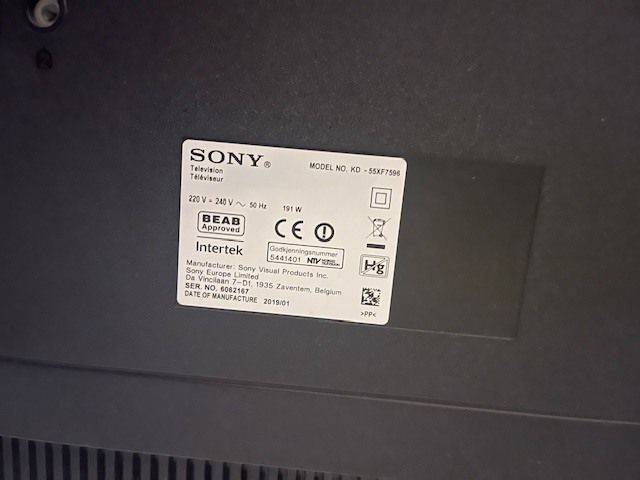 SONY®
MODEL NO. KD - 55XF7596
Television
Téléviseur
220 V = 240 V ~ 50 Hz 191 W
BEAB
Approved
Intertek
CE
Godkjenningsnummer
5441401 NTV
Hg
Manufacturer: Sony Visual Products Inc.
Sony Europe Limited
Da Vincilaan 7-D1, 1935 Zaventem, Belgium
SER. NO. 6062167
DATE OF MANUFACTURE 2019/01
>PP<